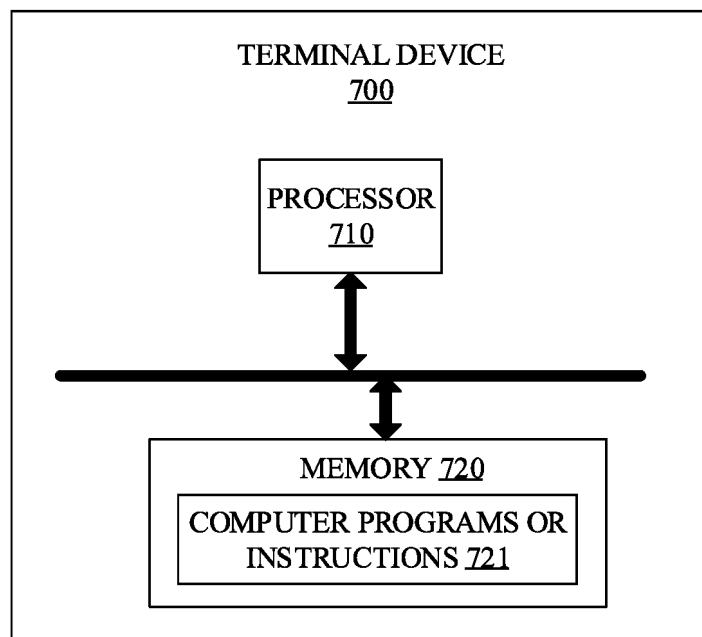 TERMINAL DEVICE
700
PROCESSOR
710
MEMORY 720
COMPUTER PROGRAMS OR
INSTRUCTIONS 721